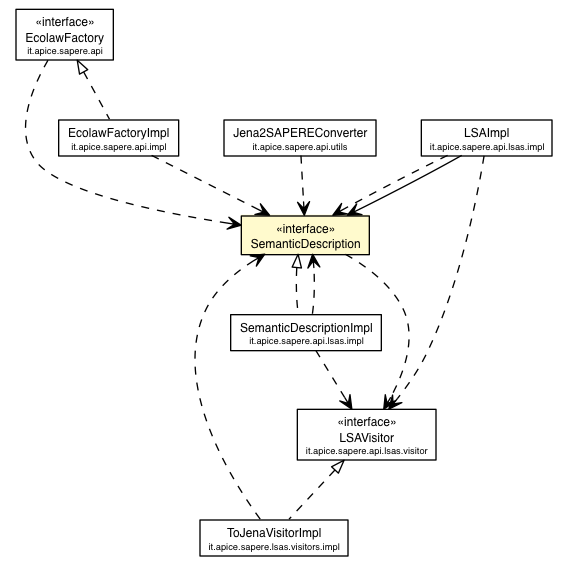 «interface»
EcolawFactory
it.apice.sapere.api
EcolawFactoryImpl
it.apice.sapere.api.impl
Jena2SAPEREConverter
it.apice.sapere.api.utils
LSAImpl
it.apice.sapere.api.lsas.impl
«interface»
SemanticDescription
SemanticDescriptionImpl
it.apice.sapere.api.lsas.impl
«interface»
LSAVisitor
it.apice.sapere.api.lsas.visitor
ToJenaVisitorImpl
it.apice.sapere.lsas.visitors.impl